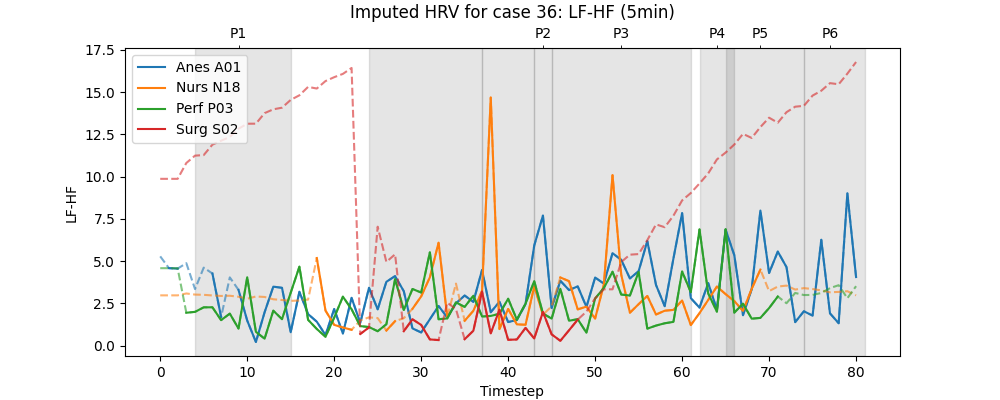 Imputed HRV for case 36: LF-HF (5min)
P1 P2 P3 P4 P5 P6
17.5
15.0
12.5
10.0
7.5
5.0
2.5
0.0
LF-HF
Anes A01
Nurs N18
Perf P03
Surg S02
0 10 20 30 40 50 60 70 80
Timestep